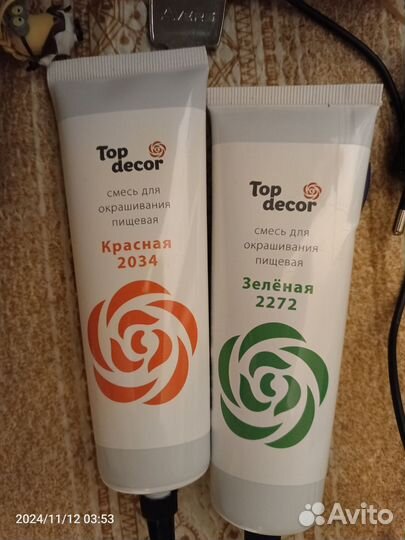 Top
decor
смесь для
окрашивания
пищевая
Красная
2034
Top
decor
смесь для
окрашивания
пищевая
Зелёная
2272
2024/11/12 03:53
Avito